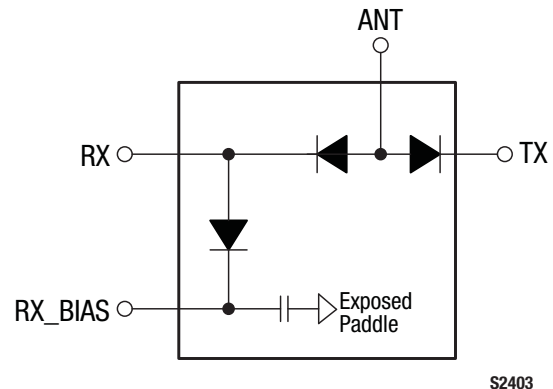 ANT
RX
TX
RX_BIAS
Exposed
Paddle
S2403